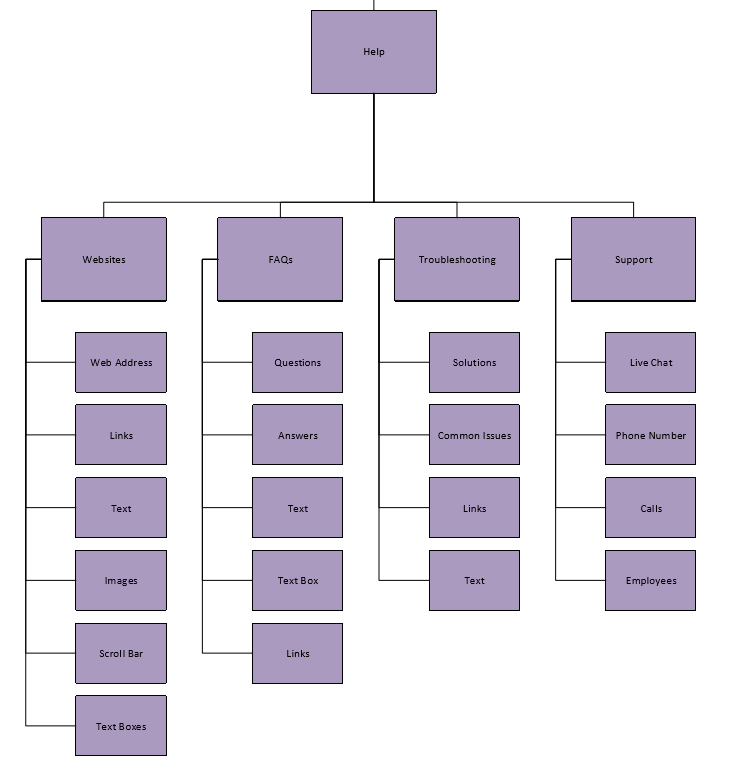 Help
Websites
FAQs
Troubleshooting
Support
Web Address
Questions
Solutions
Live Chat
Links
Answers
Common Issues
Phone Number
Text
Text
Links
Calls
Images
Text Box
Text
Employees
Scroll Bar
Links
Text Boxes